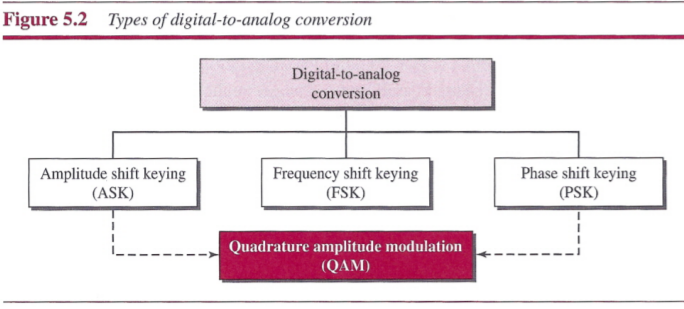 Figure 5.2 Types of digital-to-analog conversion
Digital-to-analog
conversion
Amplitude shift keying
(ASK)
Frequency shift keying
(FSK)
Phase shift keying
(PSK)
Quadrature amplitude modulation
(QAM)